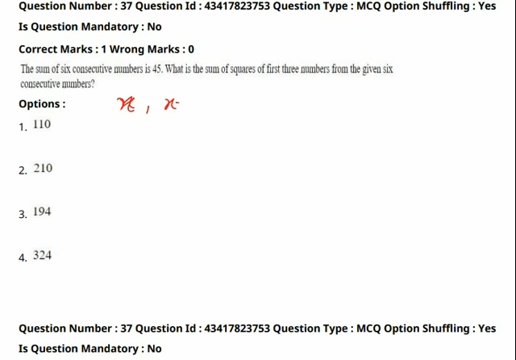 Question Number : 37 Question Id : 43417823753 Question Type : MCQ Option Shuffling : Yes
Is Question Mandatory : No
Correct Marks : 1 Wrong Marks : 0
The sum of six consecutive numbers is 45. What is the sum of squares of first three numbers from the given six
consecutive numbers?
Options :
x, x
1. 110
2. 210
3. 194
4. 324
Question Number : 37 Question Id : 43417823753 Question Type : MCQ Option Shuffling : Yes
Is Question Mandatory : No